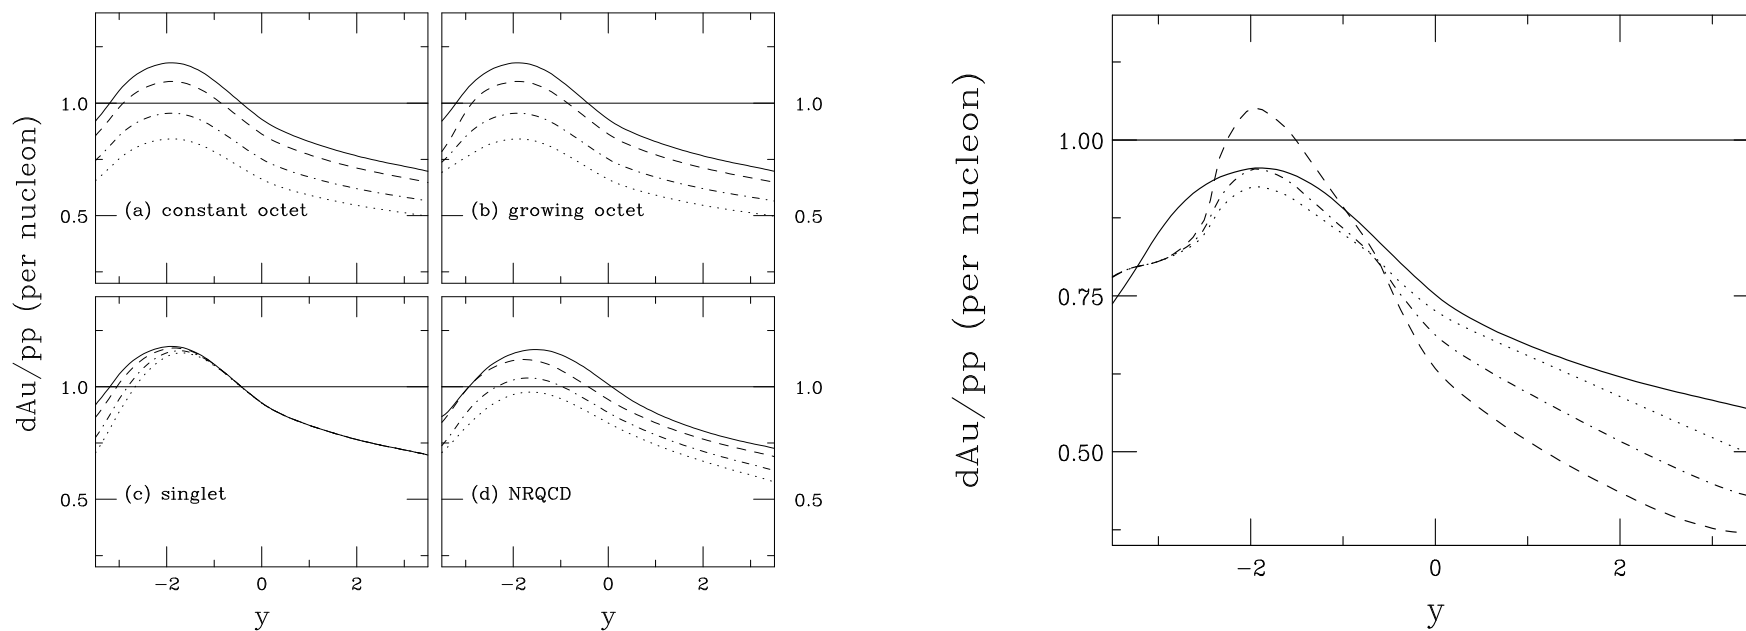 dAu/pp (per nucleon)
1.0
0.5
(a) constant octet
(b) growing octet
1.0
0.5
1.0
0.5
(c) singlet
(d) NRQCD
1.0
0.5
−2 0 2
−2 0 2
y
y
dAu/pp (per nucleon)
1.00
0.75
0.50
−2 0 2
y